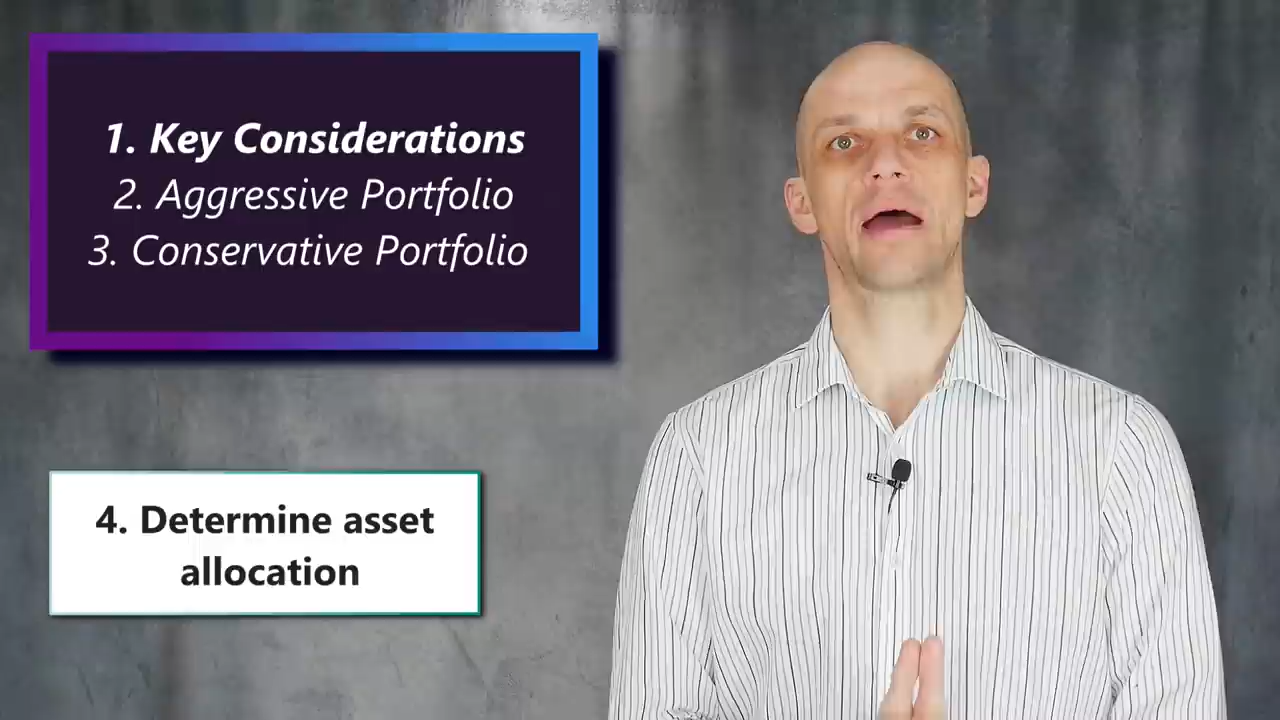 1. Key Considerations
2. Aggressive Portfolio
3. Conservative Portfolio
4. Determine asset
allocation